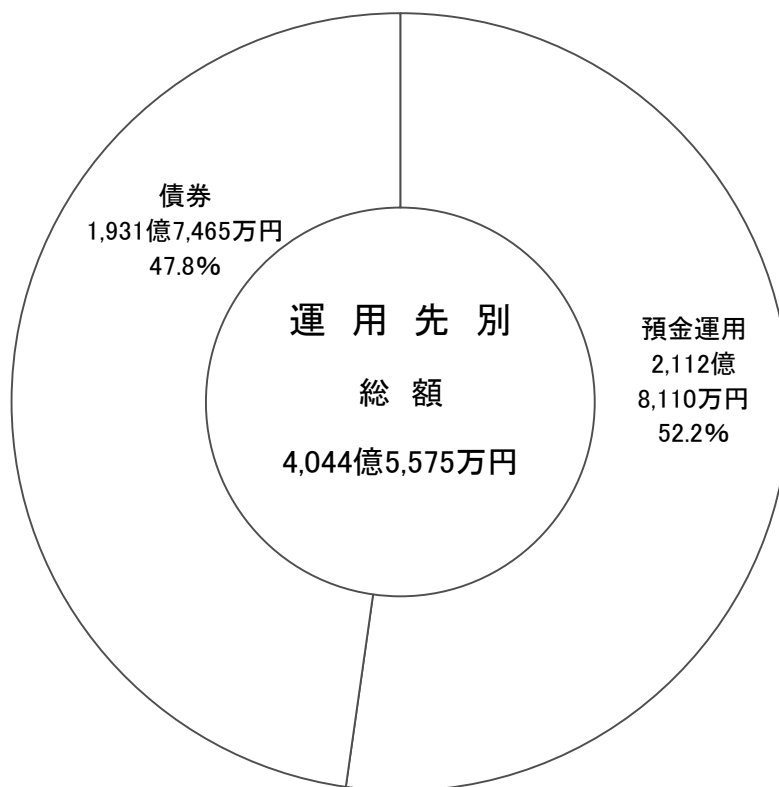 債券
1,931億7,465万円
47.8%
運用先別
総額
4,044億5,575万円
預金運用
2,112億
8,110万円
52.2%